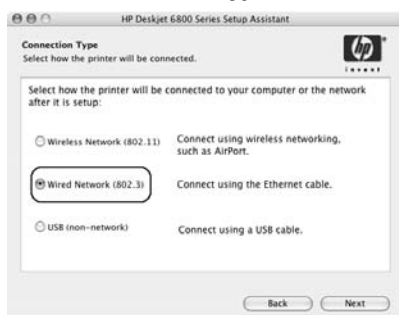 HP Deskjet 6800 Series Setup Assistant
Connection Type
Select how the printer will be connected.
hp
invent
Select how the printer will be connected to your computer or the network
after it is setup:
Wireless Network (802.11)
Connect using wireless networking,
such as AirPort.
Wired Network (802.3)
Connect using the Ethernet cable.
USB (non-network)
Connect using a USB cable.
Back
Next